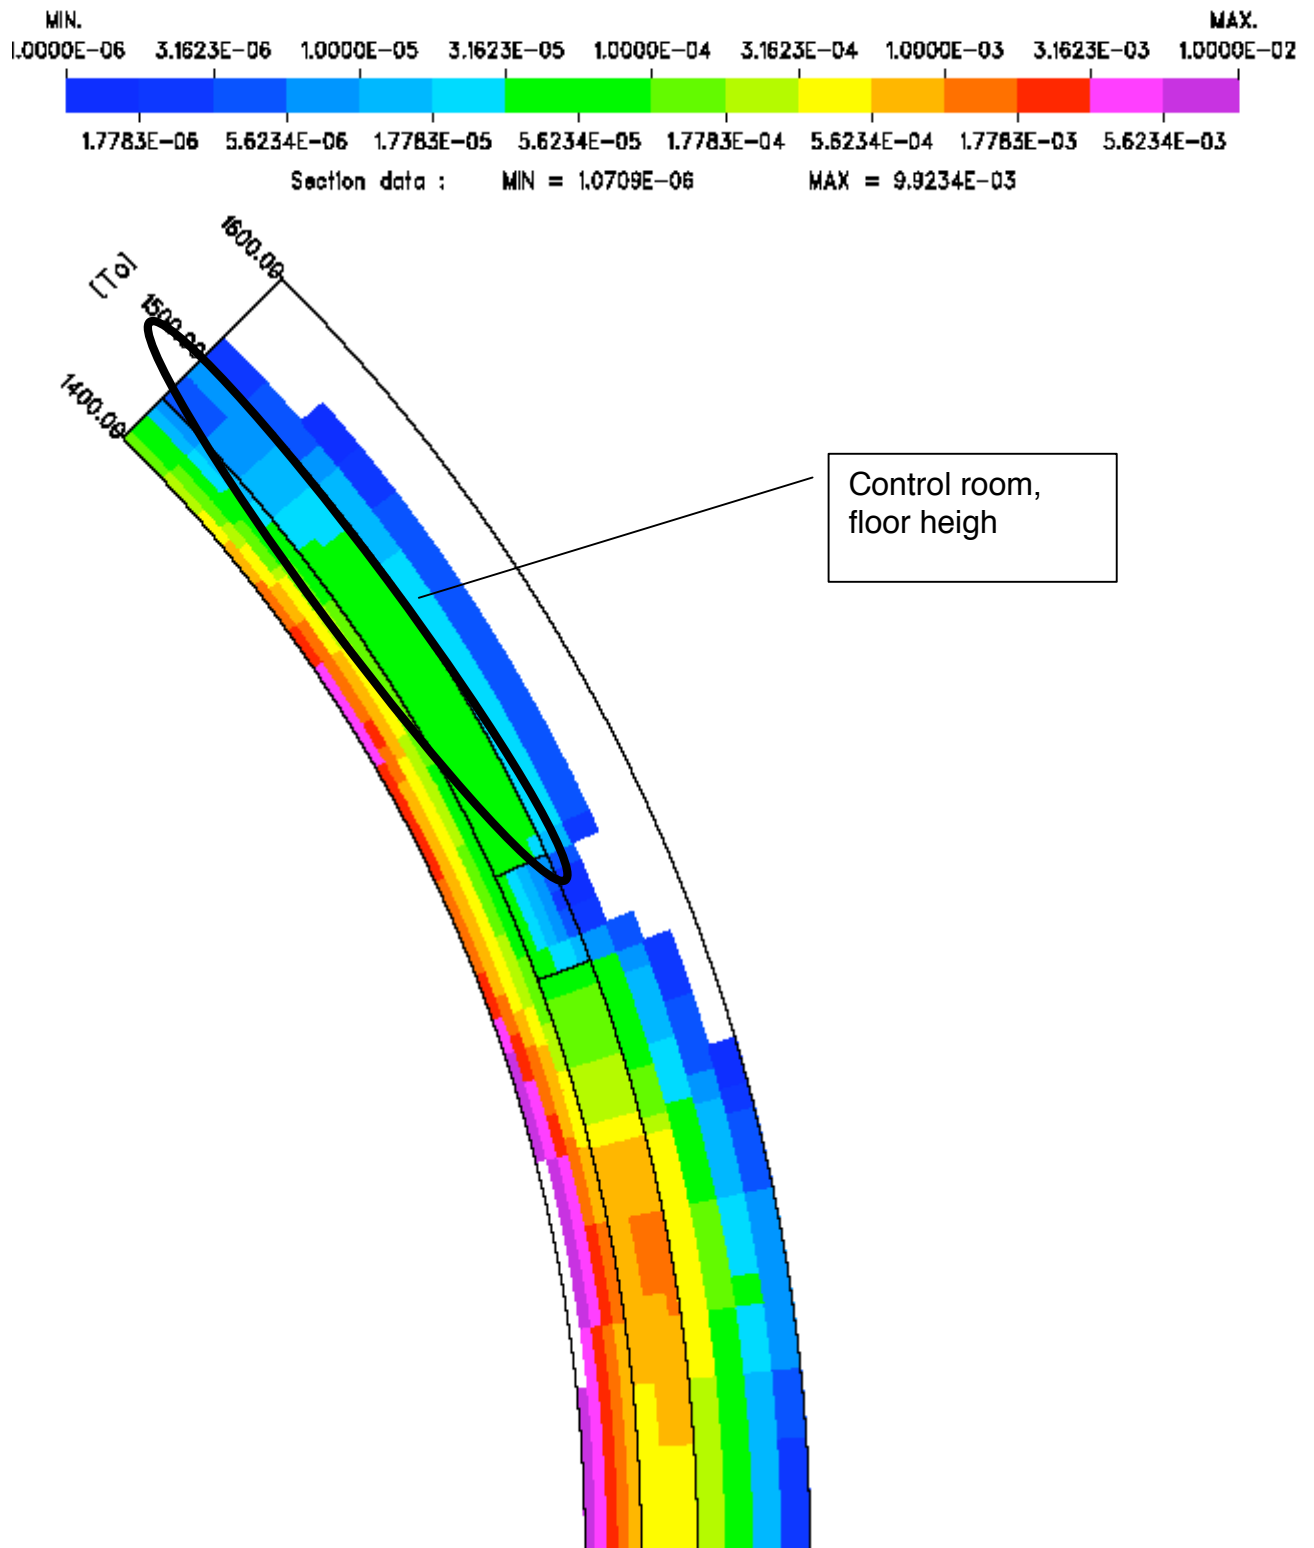 MIN. MAX.
1.0000E-06 3.1623E-06 1.0000E-05 3.1623E-05 1.0000E-04 3.1623E-04 1.0000E-03 3.1623E-03 1.0000E-02
1.7783E-06 5.6234E-06 1.7783E-05 5.6234E-05 1.7783E-04 5.6234E-04 1.7783E-03 5.6234E-03
Section data : MIN = 1.0709E-06 MAX = 9.9234E-03
1600.00
[To]
1500.00
1400.00
Control room,
floor heigh